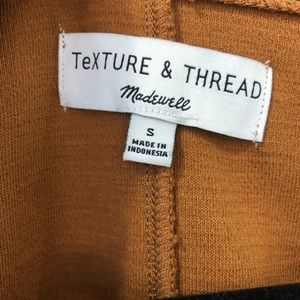 TeXTURE & THREAD
Madewell
S
MADE IN
INDONESIA